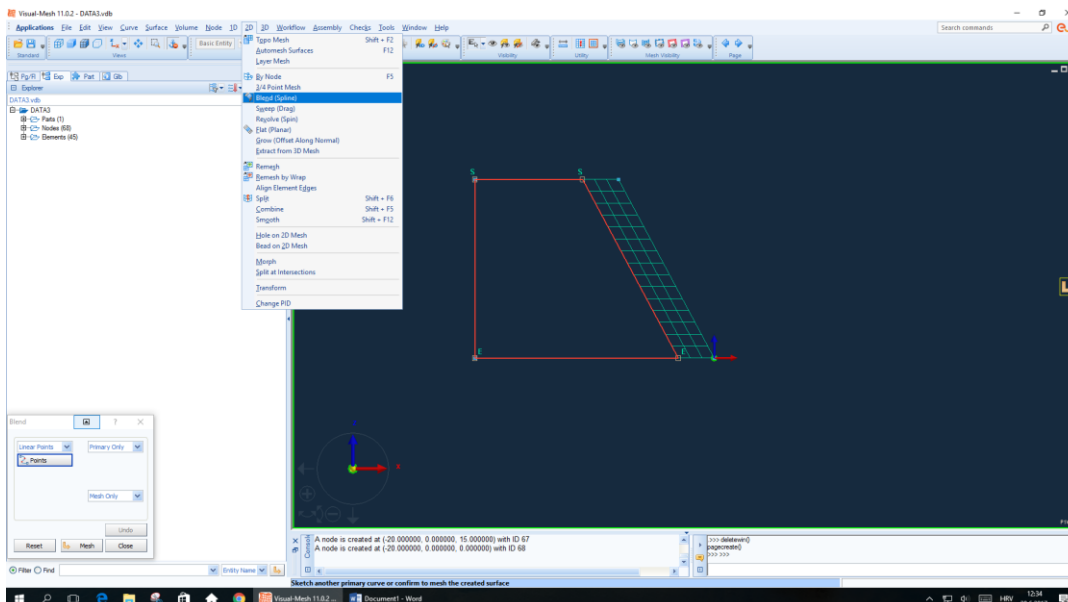 Visual-Mesh 11.0.2 - DATA3.vdb
Applications File Edit View Curve Surface Volume Node 1D 2D 3D Workflow Assembly Checks Tools Window Help
Search commands
Basic Entity
Standard Views Visibility Utility Mesh Visibility Page
Topo Mesh Shift + F2
Automesh Surfaces F12
Layer Mesh
By Node F5
3/4 Point Mesh
Blend (Spline)
Sweep (Drag)
Revolve (Spin)
Flat (Planar)
Grow (Offset Along Normal)
Extract from 3D Mesh
Remesh
Remesh by Wrap
Align Element Edges
Split Shift + F6
Combine Shift + F5
Smooth Shift + F12
Hole on 2D Mesh
Bead on 2D Mesh
Morph
Split at Intersections
Transform
Change PID
Pg/R Exp Part Glb
Explorer
DATA3.vdb
DATA3
Parts (1)
Nodes (68)
Elements (45)
S S
E E
Blend ?
Linear Points Primary Only
Points
Mesh Only
Undo
Reset Mesh Close
Filter Find Entity Name
Console
A node is created at (-20.000000, 0.000000, 15.000000) with ID 67
A node is created at (-20.000000, 0.000000, 0.000000) with ID 68
>>> deletewin()
pagecreate()
>>> >>>
Sketch another primary curve or confirm to mesh the created surface
Visual-Mesh 11.0.2 ... Document1 - Word
HRV 12:34